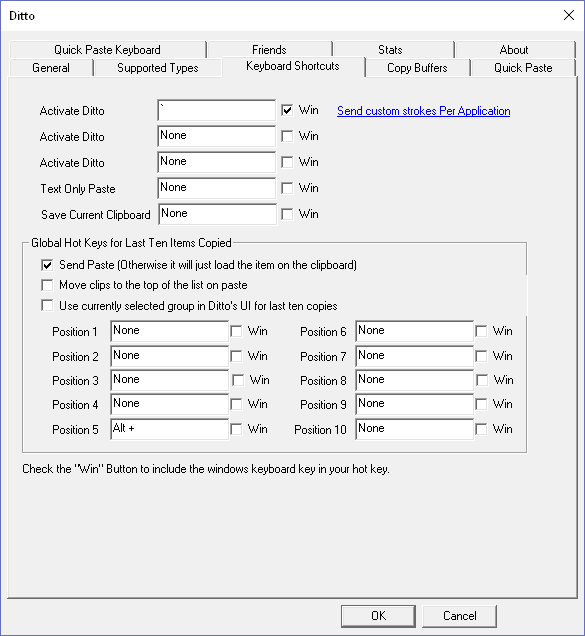 Ditto
Quick Paste Keyboard Friends Stats About
General Supported Types Keyboard Shortcuts Copy Buffers Quick Paste
Activate Ditto ` Win Send custom strokes Per Application
Activate Ditto None Win
Activate Ditto None Win
Text Only Paste None Win
Save Current Clipboard None Win
Global Hot Keys for Last Ten Items Copied
Send Paste (Otherwise it will just load the item on the clipboard)
Move clips to the top of the list on paste
Use currently selected group in Ditto's UI for last ten copies
Position 1 None Win Position 6 None Win
Position 2 None Win Position 7 None Win
Position 3 None Win Position 8 None Win
Position 4 None Win Position 9 None Win
Position 5 Alt + Win Position 10 None Win
Check the "Win" Button to include the windows keyboard key in your hot key.
OK Cancel